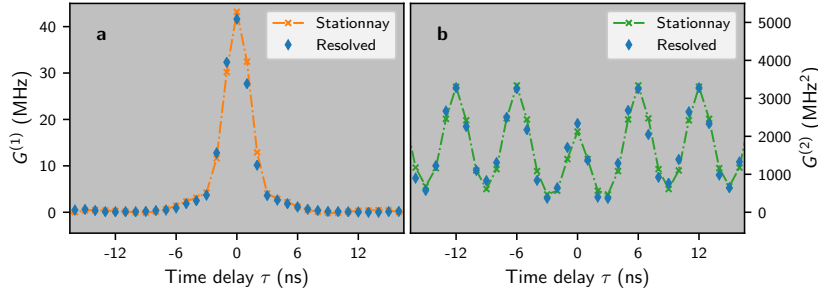 a
Stationnay
Resolved
40
30
20
10
0
G(1) (MHz)
-12
-6
0
6
12
Time delay τ (ns)
b
Stationnay
Resolved
5000
4000
3000
2000
1000
0
G(2) (MHz²)
-12
-6
0
6
12
Time delay τ (ns)